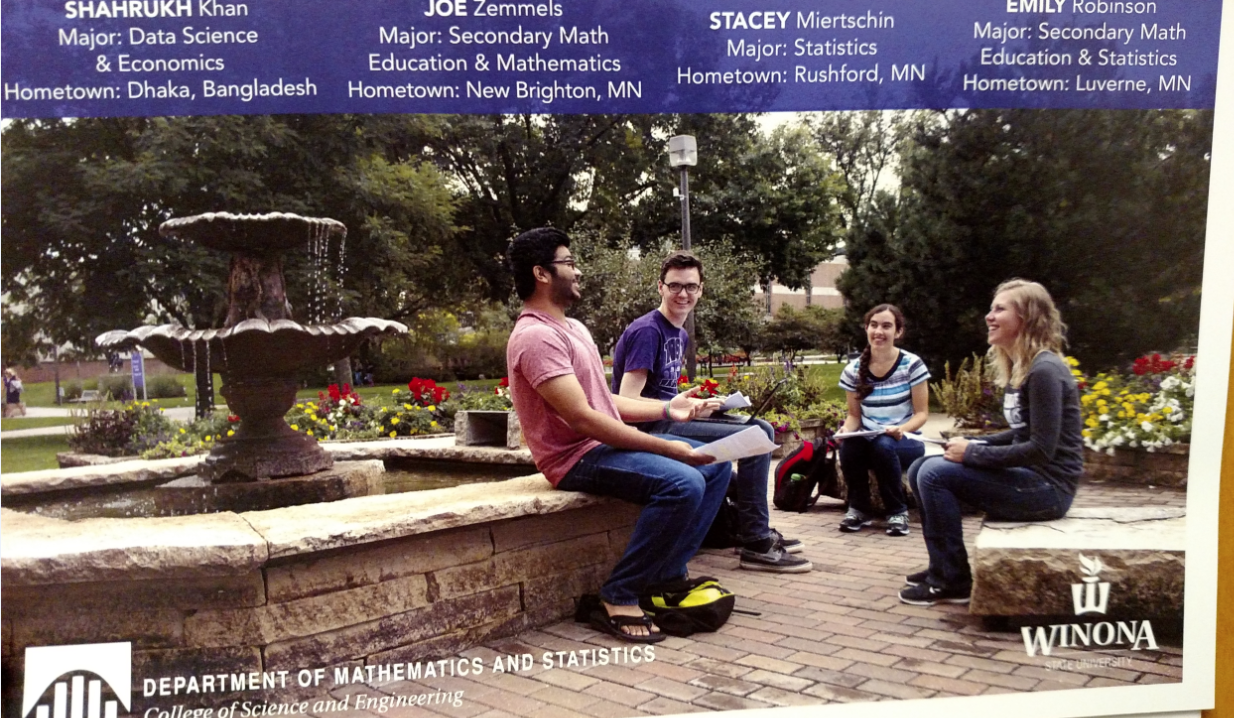 SHAHRUKH Khan
Major: Data Science
& Economics
Hometown: Dhaka, Bangladesh
JOE Zemmels
Major: Secondary Math
Education & Mathematics
Hometown: New Brighton, MN
STACEY Miertschin
Major: Statistics
Hometown: Rushford, MN
EMILY Robinson
Major: Secondary Math
Education & Statistics
Hometown: Luverne, MN
WINONA
STATE UNIVERSITY
DEPARTMENT OF MATHEMATICS AND STATISTICS
College of Science and Engineering